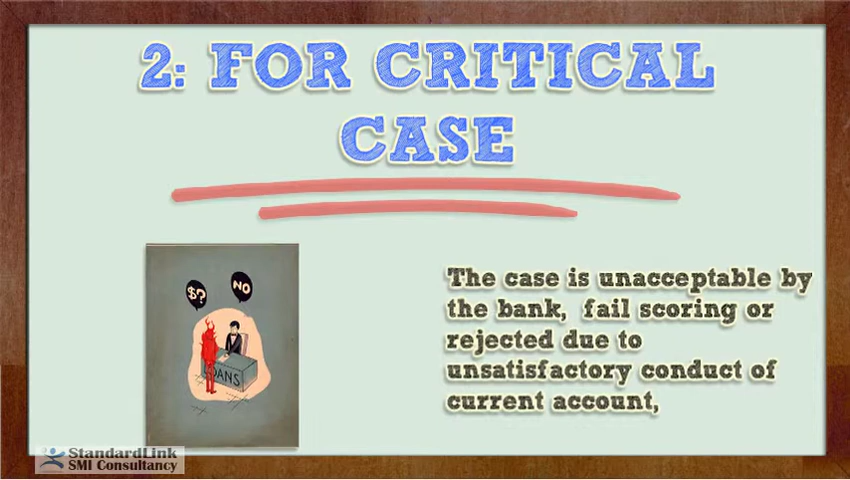 2: FOR CRITICAL
CASE
$?
NO
LOANS
The case is unacceptable by
the bank, fail scoring or
rejected due to
unsatisfactory conduct of
current account,
StandardLink
SMI Consultancy